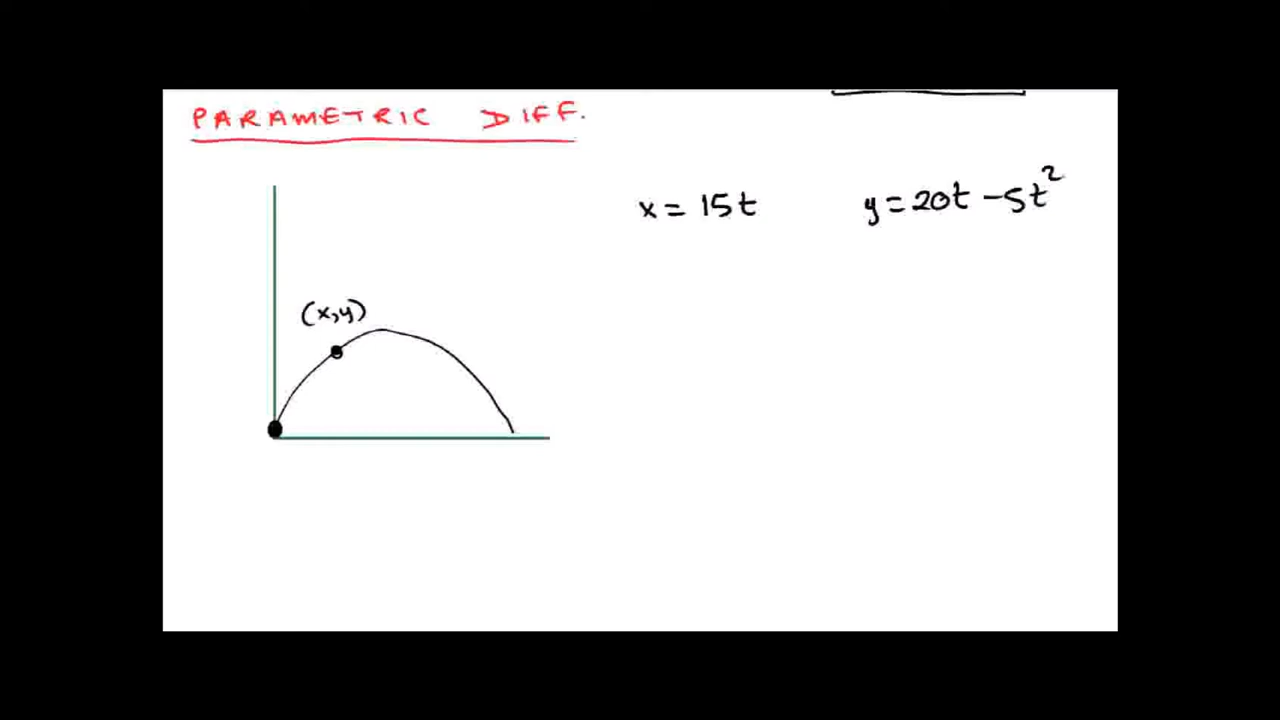 PARAMETRIC DIFF.
x = 15t y = 20t - 5t²
(x,y)